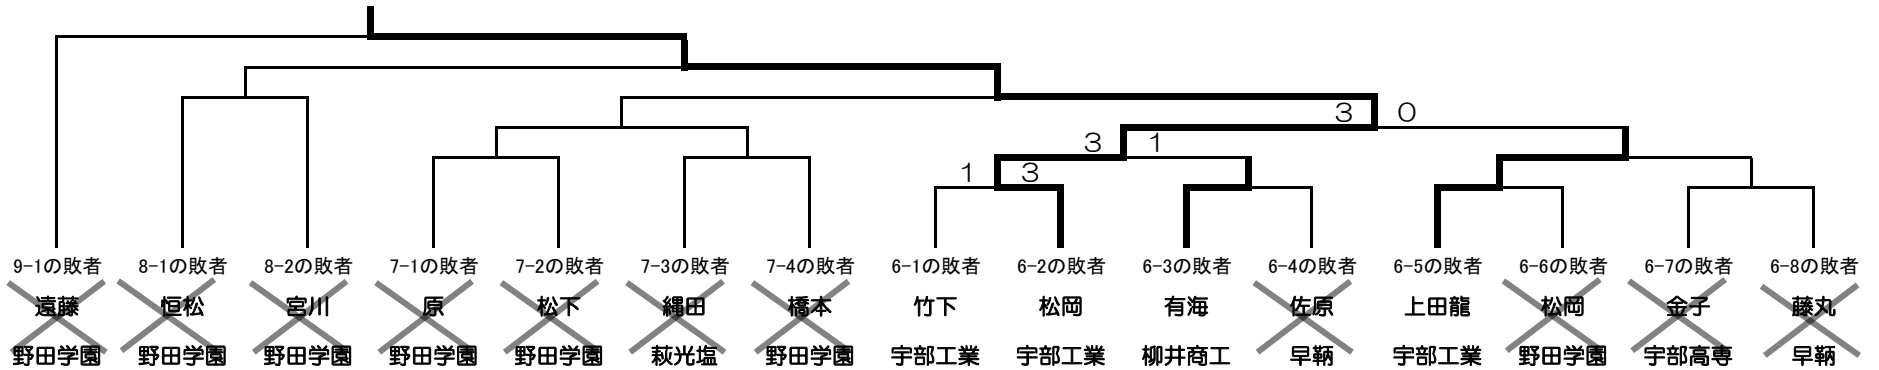 3 0
3 1
1 3
9-1の敗者 8-1の敗者 8-2の敗者 7-1の敗者 7-2の敗者 7-3の敗者 7-4の敗者 6-1の敗者 6-2の敗者 6-3の敗者 6-4の敗者 6-5の敗者 6-6の敗者 6-7の敗者 6-8の敗者
遠藤 恒松 宮川 原 松下 縄田 橋本 竹下 松岡 有海 佐原 上田龍 松岡 金子 藤丸
野田学園 野田学園 野田学園 野田学園 野田学園 萩光塩 野田学園 宇部工業 宇部工業 柳井商工 早鞆 宇部工業 野田学園 宇部高専 早鞆